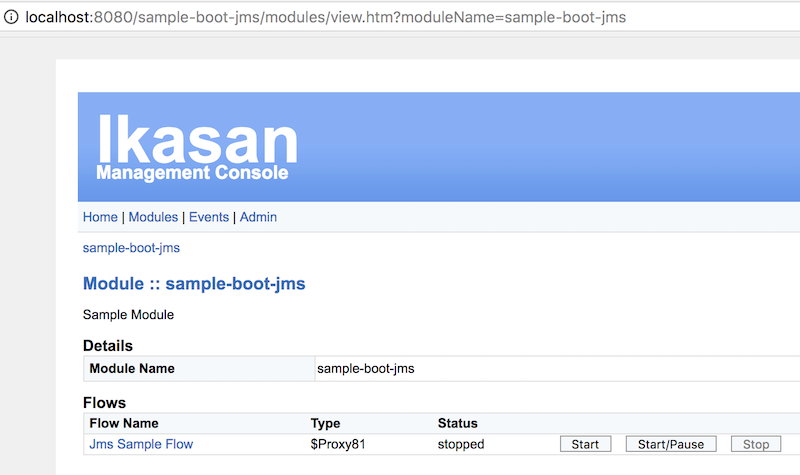 localhost:8080/sample-boot-jms/modules/view.htm?moduleName=sample-boot-jms
Ikasan
Management Console
Home | Modules | Events | Admin
sample-boot-jms
Module :: sample-boot-jms
Sample Module
Details
Module Name sample-boot-jms
Flows
Flow Name Type Status
Jms Sample Flow $Proxy81 stopped Start Start/Pause Stop